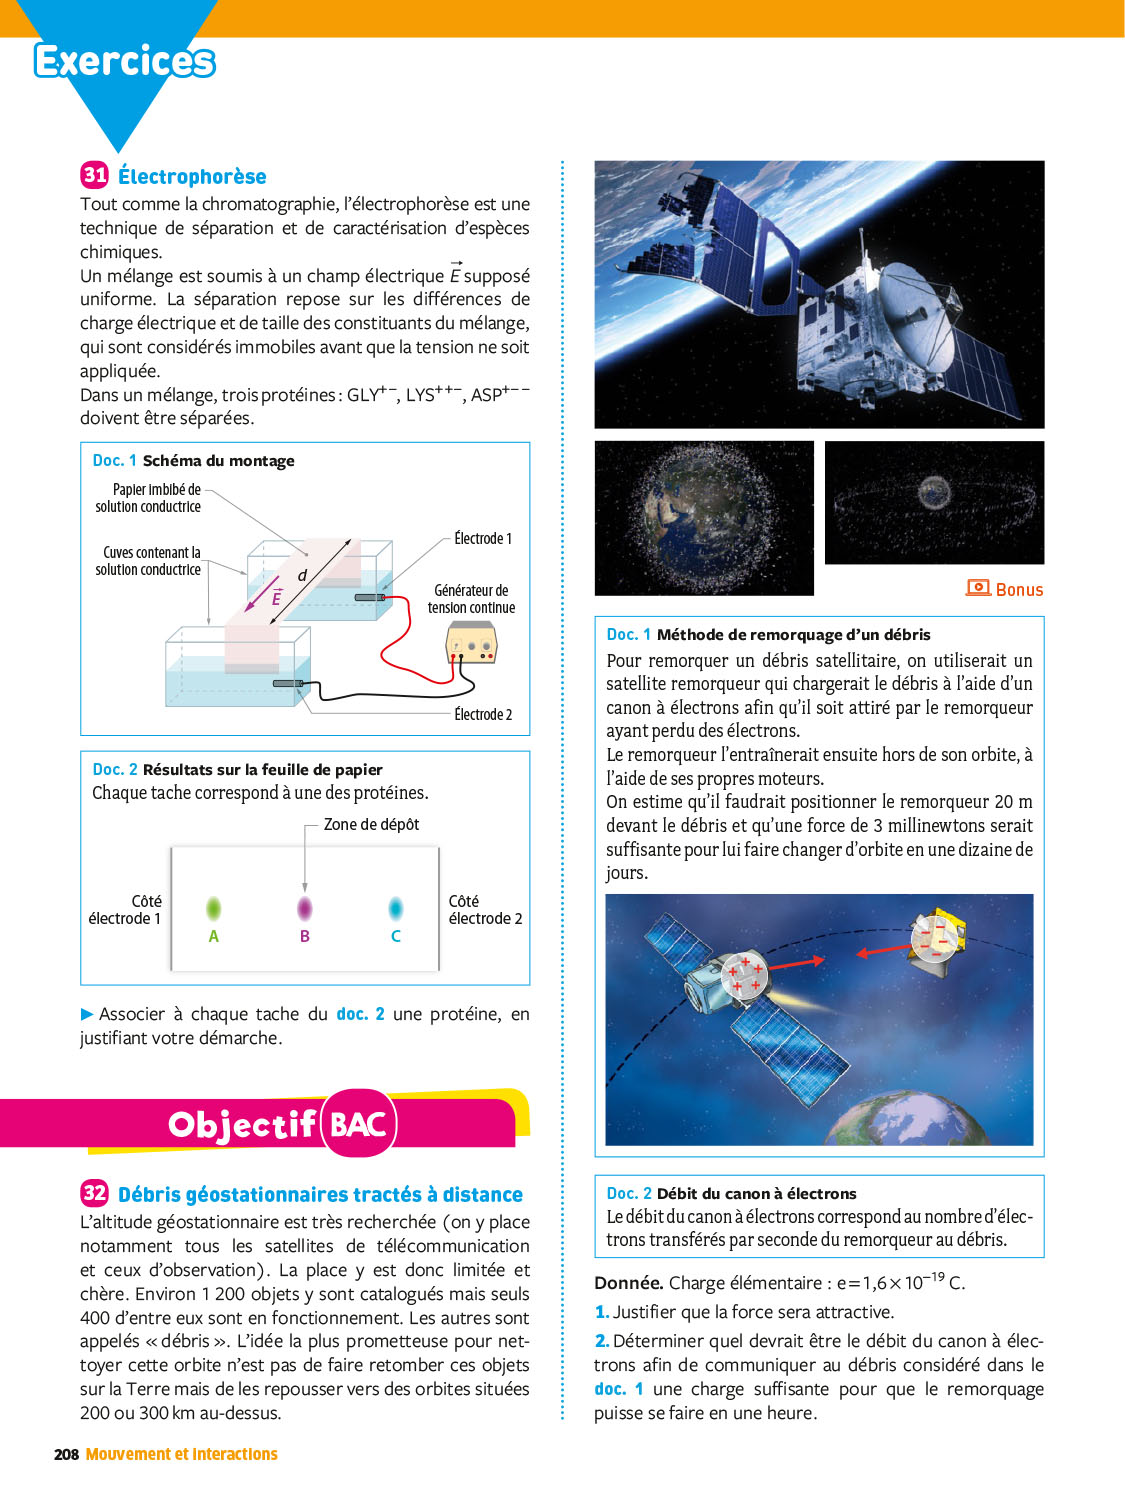 Exercices
31 Électrophorèse
Tout comme la chromatographie, l'électrophorèse est une
technique de séparation et de caractérisation d'espèces
chimiques.
Un mélange est soumis à un champ électrique E supposé
uniforme. La séparation repose sur les différences de
charge électrique et de taille des constituants du mélange,
qui sont considérés immobiles avant que la tension ne soit
appliquée.
Dans un mélange, trois protéines : GLY⁺⁻, LYS⁺⁺⁻, ASP⁺⁻⁻
doivent être séparées.
Doc. 1 Schéma du montage
Papier imbibé de
solution conductrice
Cuves contenant la
solution conductrice
d
E
Électrode 1
Générateur de
tension continue
Électrode 2
Doc. 2 Résultats sur la feuille de papier
Chaque tache correspond à une des protéines.
Zone de dépôt
Côté
électrode 1
A
B
C
Côté
électrode 2
► Associer à chaque tache du doc. 2 une protéine, en
justifiant votre démarche.
Objectif BAC
32 Débris géostationnaires tractés à distance
L'altitude géostationnaire est très recherchée (on y place
notamment tous les satellites de télécommunication
et ceux d'observation). La place y est donc limitée et
chère. Environ 1 200 objets y sont catalogués mais seuls
400 d'entre eux sont en fonctionnement. Les autres sont
appelés « débris ». L'idée la plus prometteuse pour net-
toyer cette orbite n'est pas de faire retomber ces objets
sur la Terre mais de les repousser vers des orbites situées
200 ou 300 km au-dessus.
Bonus
Doc. 1 Méthode de remorquage d'un débris
Pour remorquer un débris satellitaire, on utiliserait un
satellite remorqueur qui chargerait le débris à l'aide d'un
canon à électrons afin qu'il soit attiré par le remorqueur
ayant perdu des électrons.
Le remorqueur l'entraînerait ensuite hors de son orbite, à
l'aide de ses propres moteurs.
On estime qu'il faudrait positionner le remorqueur 20 m
devant le débris et qu'une force de 3 millinewtons serait
suffisante pour lui faire changer d'orbite en une dizaine de
jours.
Doc. 2 Débit du canon à électrons
Le débit du canon à électrons correspond au nombre d'élec-
trons transférés par seconde du remorqueur au débris.
Donnée. Charge élémentaire : e = 1,6 × 10⁻¹⁹ C.
1. Justifier que la force sera attractive.
2. Déterminer quel devrait être le débit du canon à élec-
trons afin de communiquer au débris considéré dans le
doc. 1 une charge suffisante pour que le remorquage
puisse se faire en une heure.
208 Mouvement et interactions